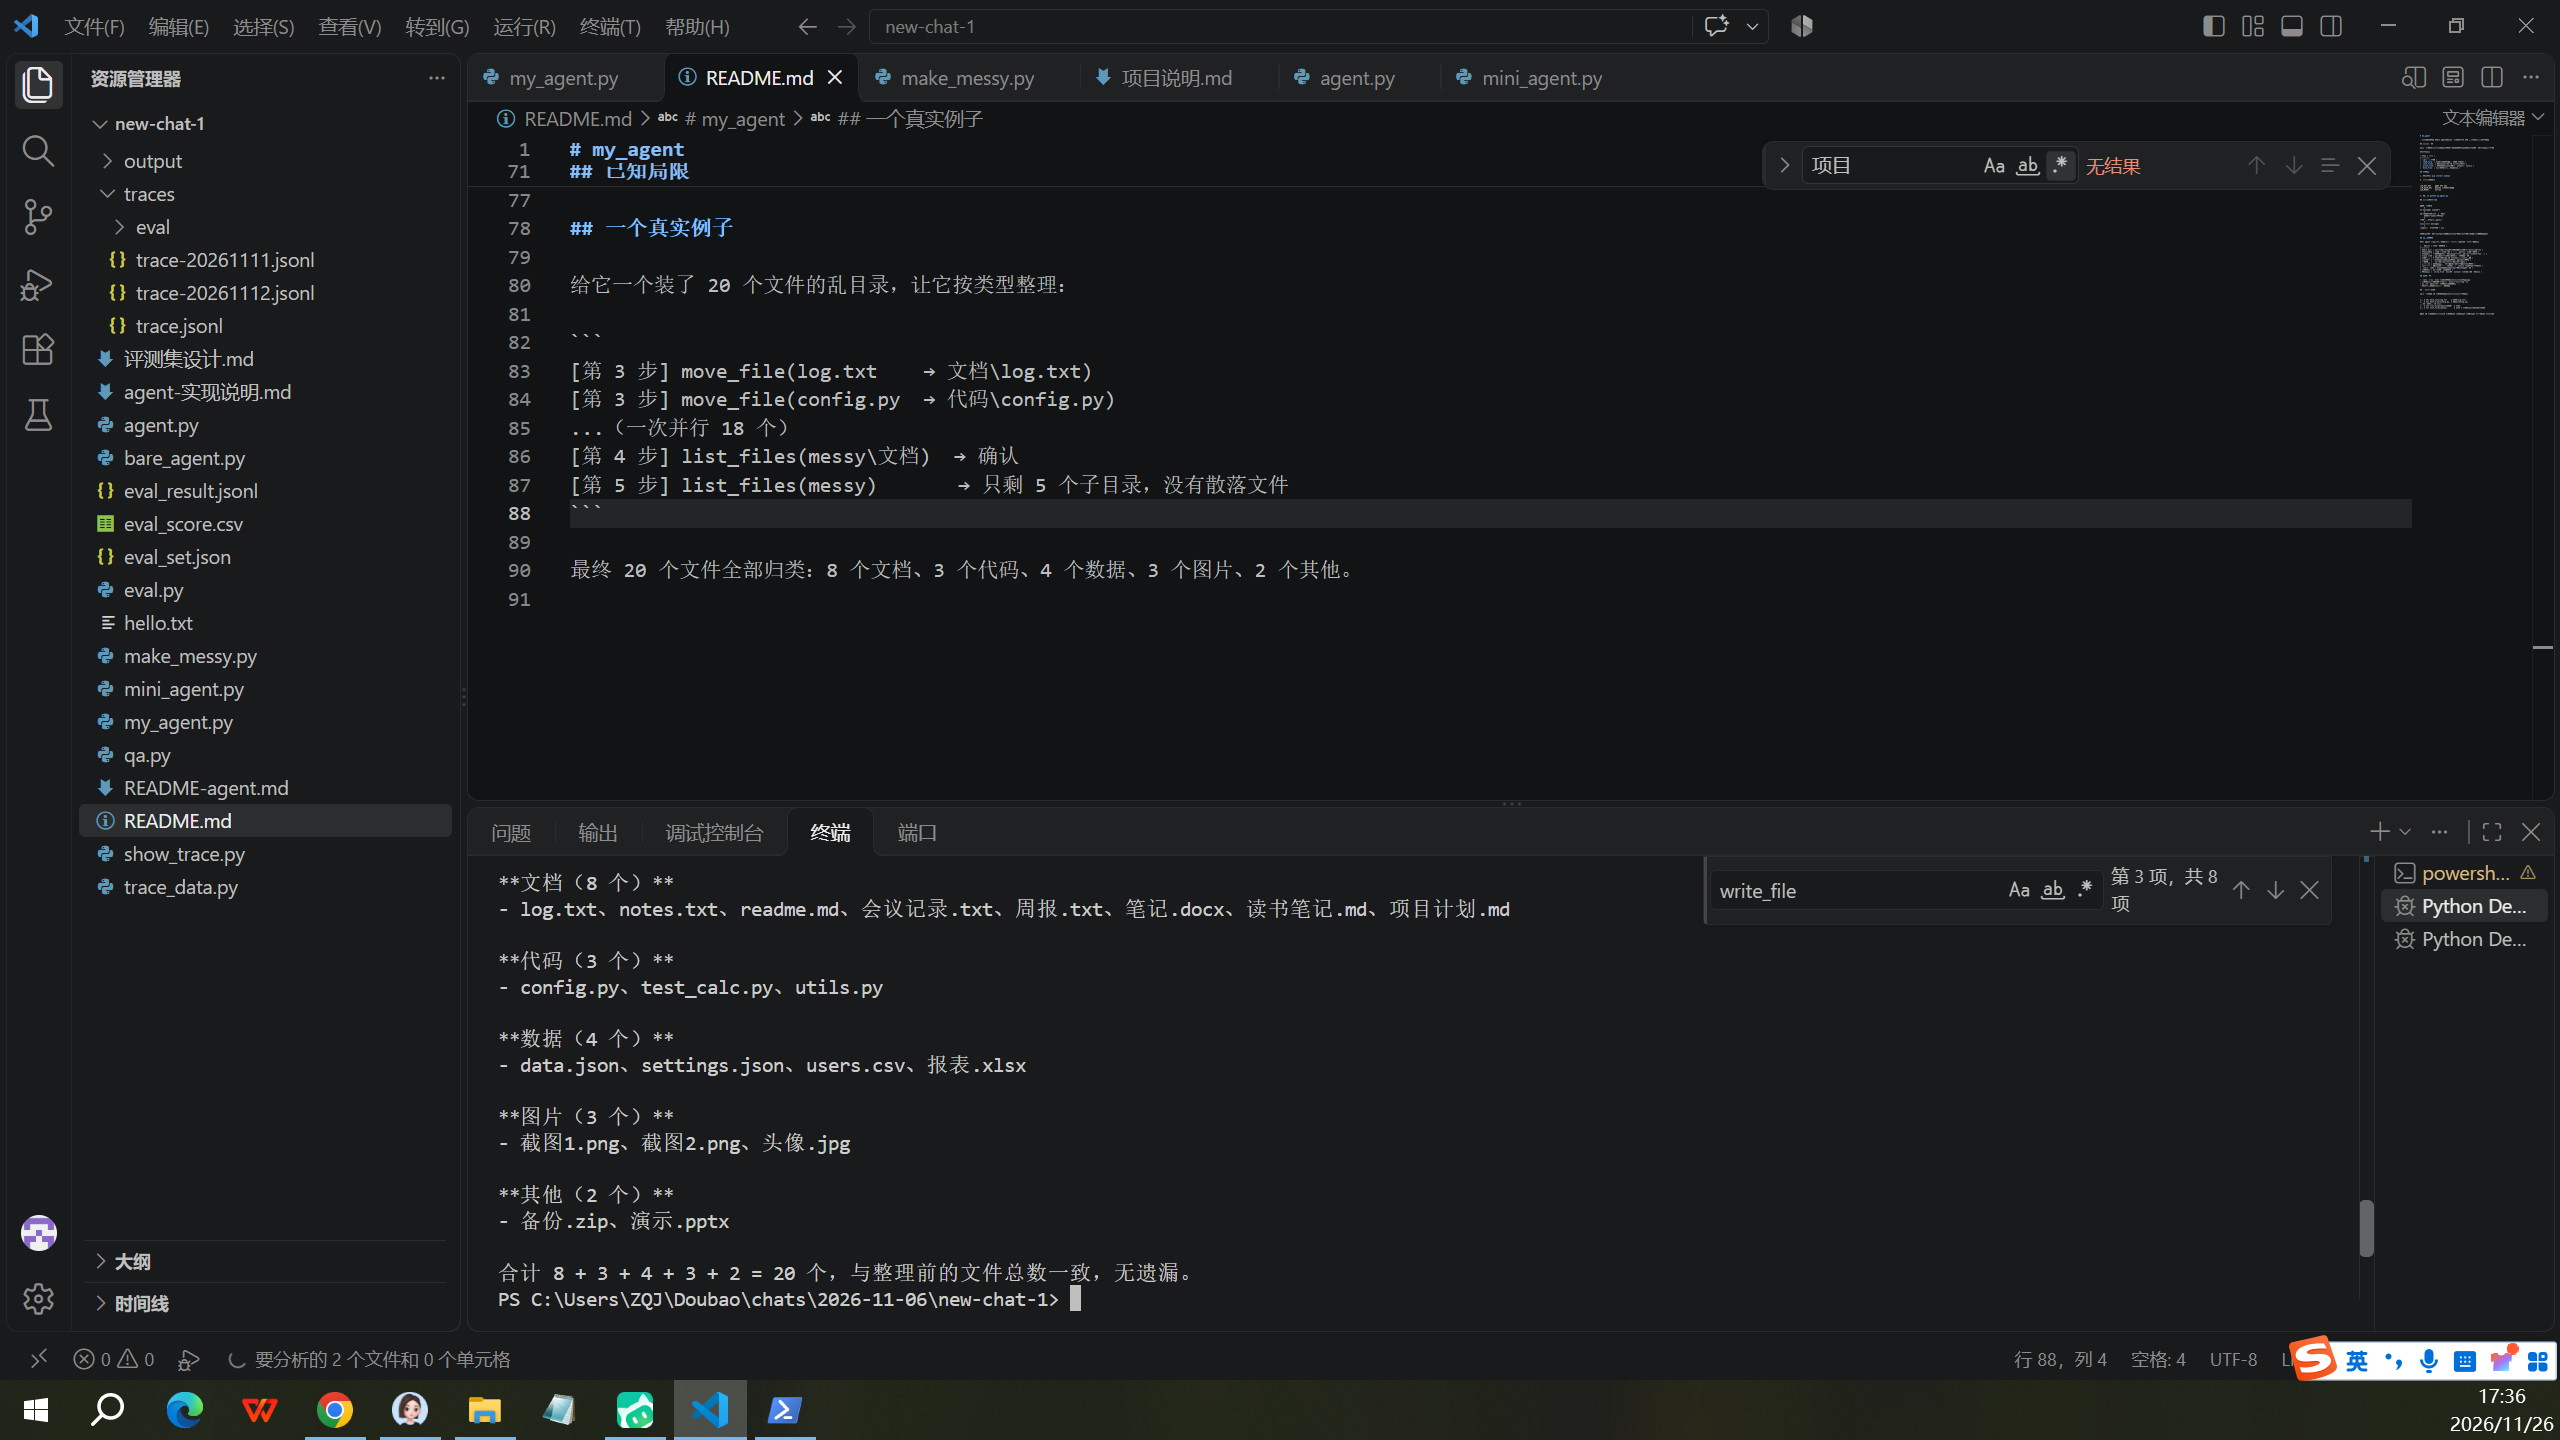 文件(F) 编辑(E) 选择(S) 查看(V) 转到(G) 运行(R) 终端(T) 帮助(H) new-chat-1
资源管理器
new-chat-1
output
traces
eval
trace-20261111.jsonl
trace-20261112.jsonl
trace.jsonl
评测集设计.md
agent-实现说明.md
agent.py
bare_agent.py
eval_result.jsonl
eval_score.csv
eval_set.json
eval.py
hello.txt
make_messy.py
mini_agent.py
my_agent.py
qa.py
README-agent.md
README.md
show_trace.py
trace_data.py
大纲
时间线
my_agent.py README.md make_messy.py 项目说明.md agent.py mini_agent.py
README.md > # my_agent > ## 一个真实例子
文本编辑器
项目 Aa ab .* 无结果
1 # my_agent
71 ## 已知局限
77
78 ## 一个真实例子
79
80 给它一个装了 20 个文件的乱目录，让它按类型整理：
81
82 ```
83 [第 3 步] move_file(log.txt → 文档\log.txt)
84 [第 3 步] move_file(config.py → 代码\config.py)
85 ...（一次并行 18 个）
86 [第 4 步] list_files(messy\文档) → 确认
87 [第 5 步] list_files(messy) → 只剩 5 个子目录，没有散落文件
88 ```
89
90 最终 20 个文件全部归类：8 个文档、3 个代码、4 个数据、3 个图片、2 个其他。
91
问题 输出 调试控制台 终端 端口
write_file Aa ab .* 第 3 项，共 8 项
powersh...
Python De...
Python De...
**文档（8 个）**
- log.txt、notes.txt、readme.md、会议记录.txt、周报.txt、笔记.docx、读书笔记.md、项目计划.md
**代码（3 个）**
- config.py、test_calc.py、utils.py
**数据（4 个）**
- data.json、settings.json、users.csv、报表.xlsx
**图片（3 个）**
- 截图1.png、截图2.png、头像.jpg
**其他（2 个）**
- 备份.zip、演示.pptx
合计 8 + 3 + 4 + 3 + 2 = 20 个，与整理前的文件总数一致，无遗漏。
PS C:\Users\ZQJ\Doubao\chats\2026-11-06\new-chat-1>
0 0 要分析的 2 个文件和 0 个单元格
行 88，列 4 空格: 4 UTF-8 英
17:36
2026/11/26